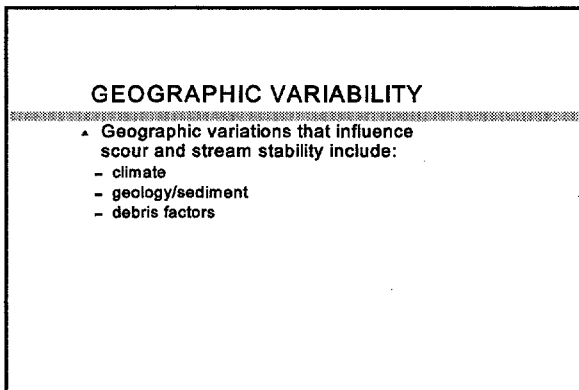 GEOGRAPHIC VARIABILITY
▲ Geographic variations that influence
scour and stream stability include:
– climate
– geology/sediment
– debris factors